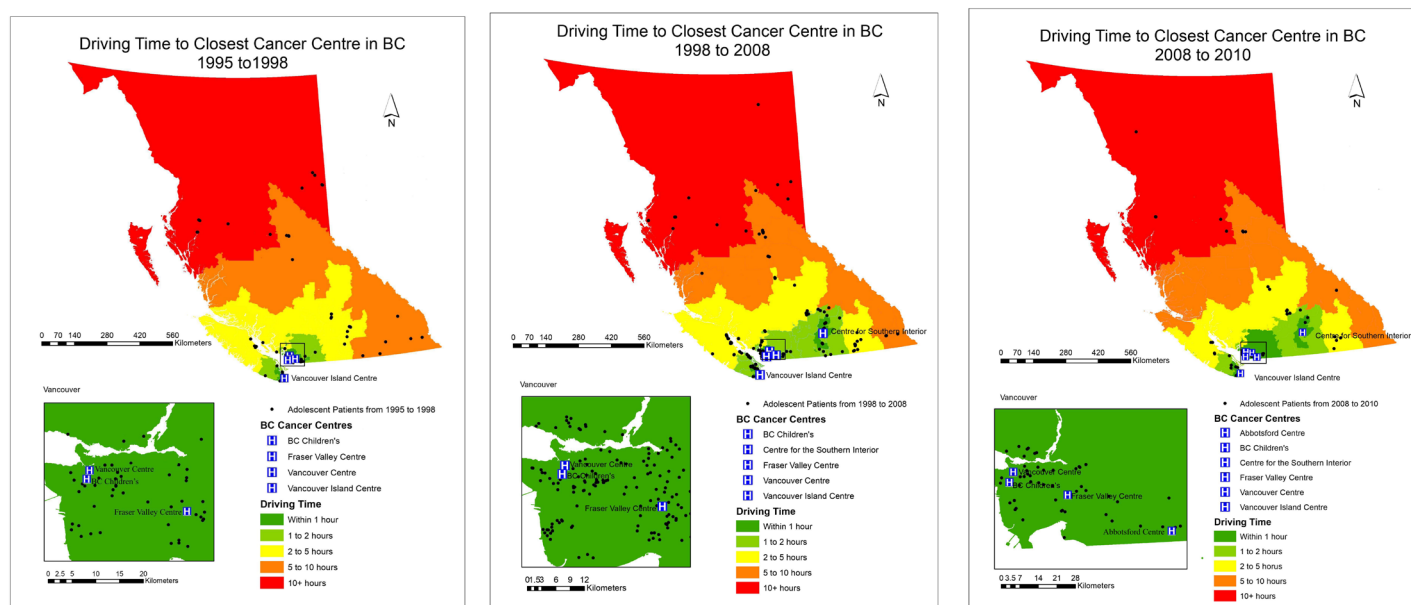 Driving Time to Closest Cancer Centre in BC
1995 to1998
N
0 70 140 280 420 560
Kilometers
Vancouver Island Centre
Vancouver
Vancouver Centre
BC Children's
Fraser Valley Centre
0 2.5 5 10 15 20
Kilometers
Adolescent Patients from 1995 to 1998
BC Cancer Centres
H BC Children's
H Fraser Valley Centre
H Vancouver Centre
H Vancouver Island Centre
Driving Time
Within 1 hour
1 to 2 hours
2 to 5 hours
5 to 10 hours
10+ hours
Driving Time to Closest Cancer Centre in BC
1998 to 2008
N
Centre for Southern Interior
0 70 140 280 420 560
Kilometers
Vancouver Island Centre
Vancouver
Vancouver Centre
BC Children's
Fraser Valley Centre
01.53 6 9 12
Kilometers
Adolescent Patients from 1998 to 2008
BC Cancer Centres
H BC Children's
H Centre for the Southern Interior
H Fraser Valley Centre
H Vancouver Centre
H Vancouver Island Centre
Driving Time
Within 1 hour
1 to 2 hours
2 to 5 hours
5 to 10 hours
10+ hours
Driving Time to Closest Cancer Centre in BC
2008 to 2010
N
Centre for Southern Interior
0 70 140 280 420 560
Kilometers
Vancouver Island Centre
Vancouver
Vancouver Centre
BC Children's
Fraser Valley Centre
Abbotsford Centre
0 3.5 7 14 21 28
Kilometers
Adolescent Patients from 2008 to 2010
BC Cancer Centres
H Abbotsford Centre
H BC Children's
H Centre for the Southern Interior
H Fraser Valley Centre
H Vancouver Centre
H Vancouver Island Centre
Driving Time
Within 1 hour
1 to 2 hours
2 to 5 horus
5 to 10 hours
10+ hours